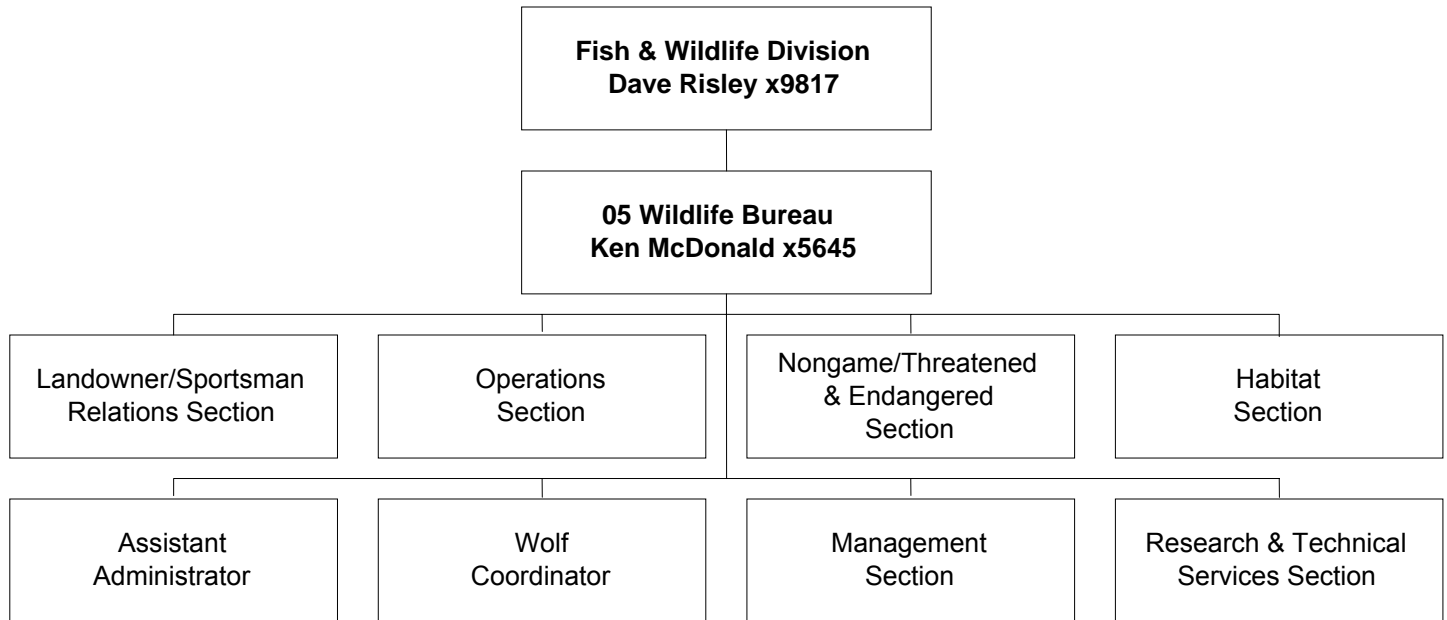 Fish & Wildlife Division
Dave Risley x9817
05 Wildlife Bureau
Ken McDonald x5645
Landowner/Sportsman
Relations Section
Operations
Section
Nongame/Threatened
& Endangered
Section
Habitat
Section
Assistant
Administrator
Wolf
Coordinator
Management
Section
Research & Technical
Services Section